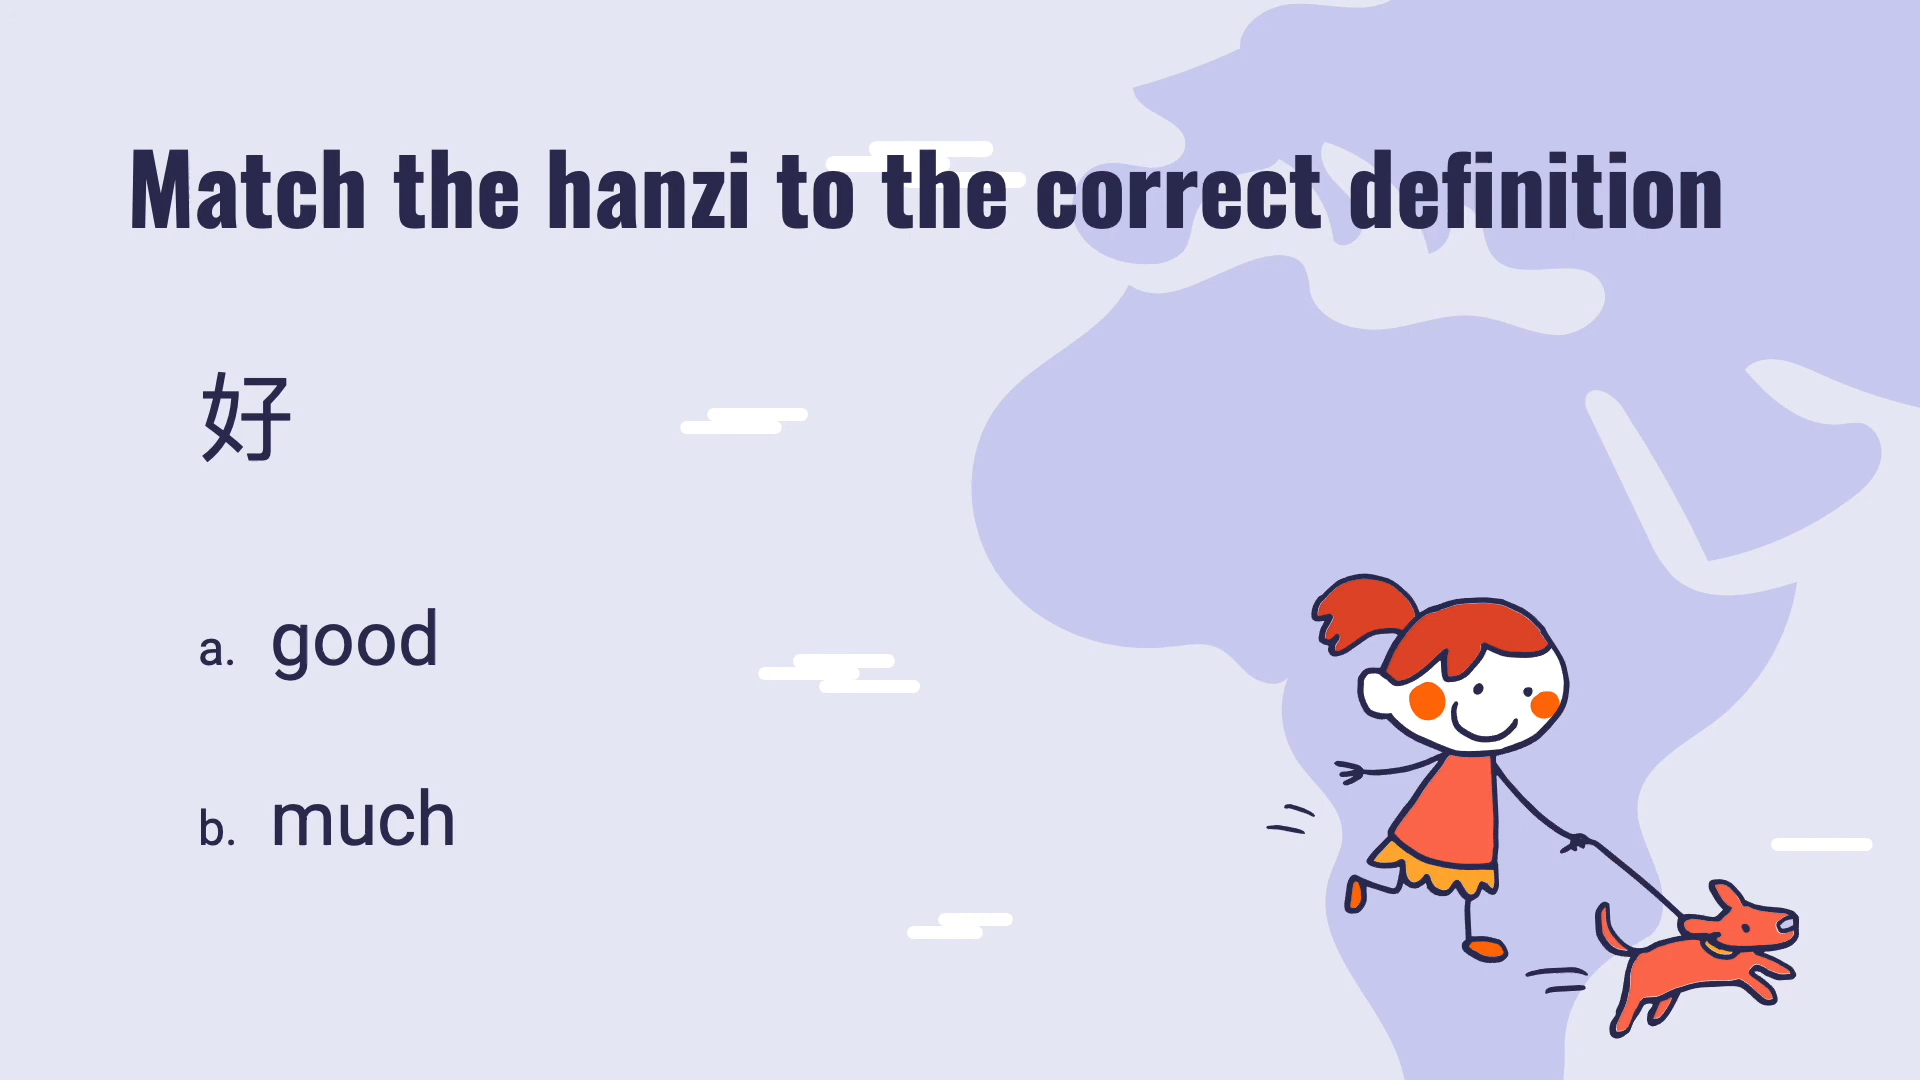 Match the hanzi to the correct definition
好
a. good
b. much